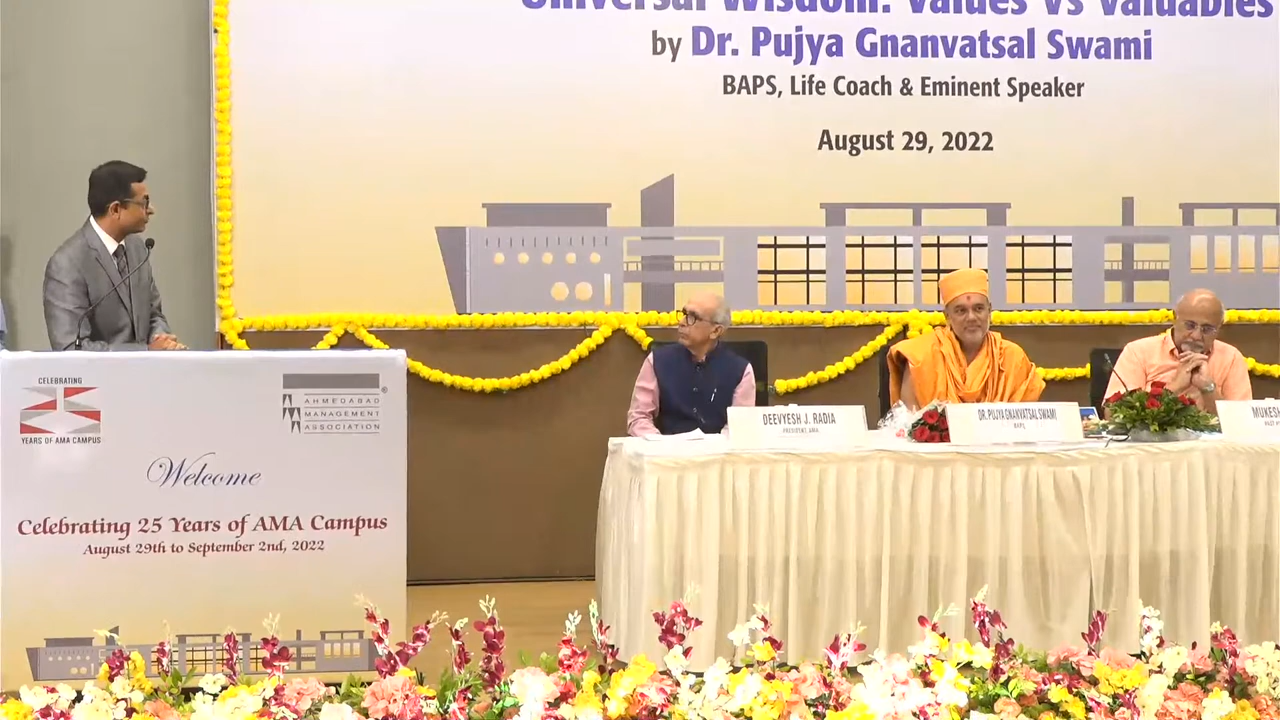 Universal Wisdom: Values Vs Valuables
by Dr. Pujya Gnanvatsal Swami
BAPS, Life Coach & Eminent Speaker
August 29, 2022
CELEBRATING
YEARS OF AMA CAMPUS
AHMEDABAD
MANAGEMENT
ASSOCIATION
Welcome
Celebrating 25 Years of AMA Campus
August 29th to September 2nd, 2022
DEEVYESH J. RADIA
PRESIDENT, AMA
DR. PUJYA GNANVATSAL SWAMI
BAPS
MUKESH
PAST